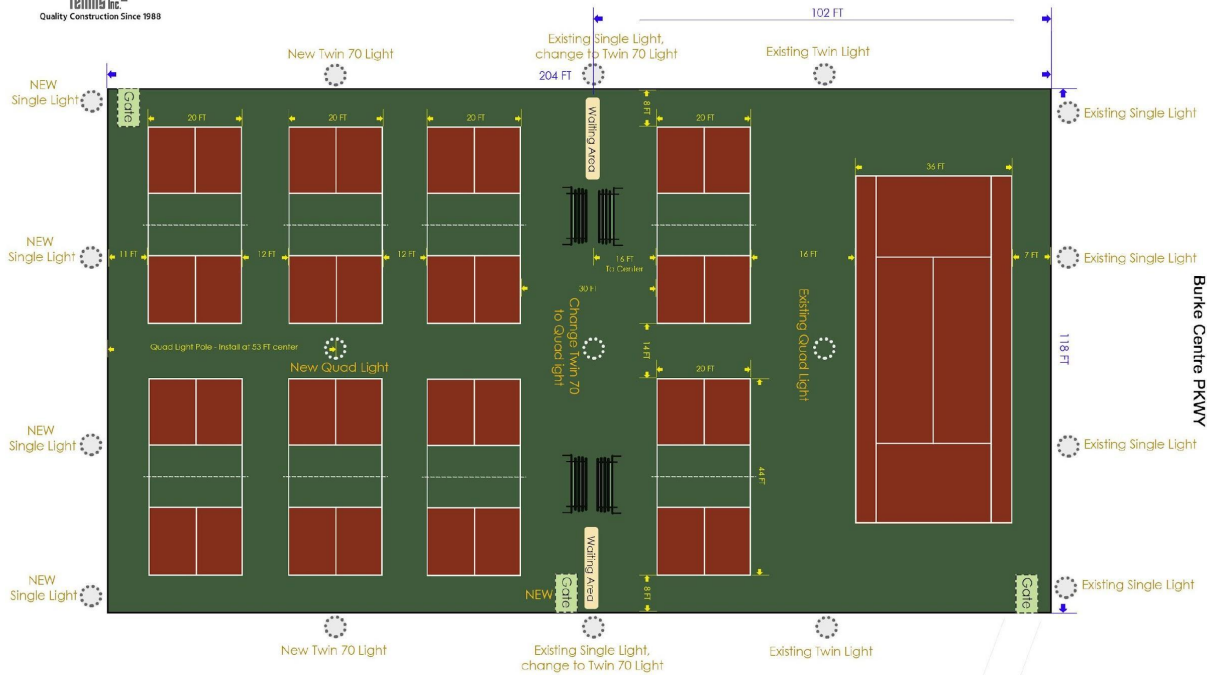 Tennis Inc.
Quality Construction Since 1988
102 FT
New Twin 70 Light
Existing Single Light,
change to Twin 70 Light
Existing Twin Light
204 FT
NEW
Single Light
Gate
8 FT
Waiting Area
Existing Single Light
20 FT
20 FT
20 FT
20 FT
36 FT
NEW
Single Light
11 FT
12 FT
12 FT
16 FT
To Center
16 FT
7 FT
Existing Single Light
30 FT
Change Twin 70
to Quad light
Existing Quad Light
Burke Centre PKWY
118 FT
14 FT
Quad Light Pole - Install at 53 FT center
New Quad Light
20 FT
NEW
Single Light
Existing Single Light
44 FT
Waiting Area
NEW
Single Light
NEW
Gate
8 FT
Gate
Existing Single Light
New Twin 70 Light
Existing Single Light,
change to Twin 70 Light
Existing Twin Light